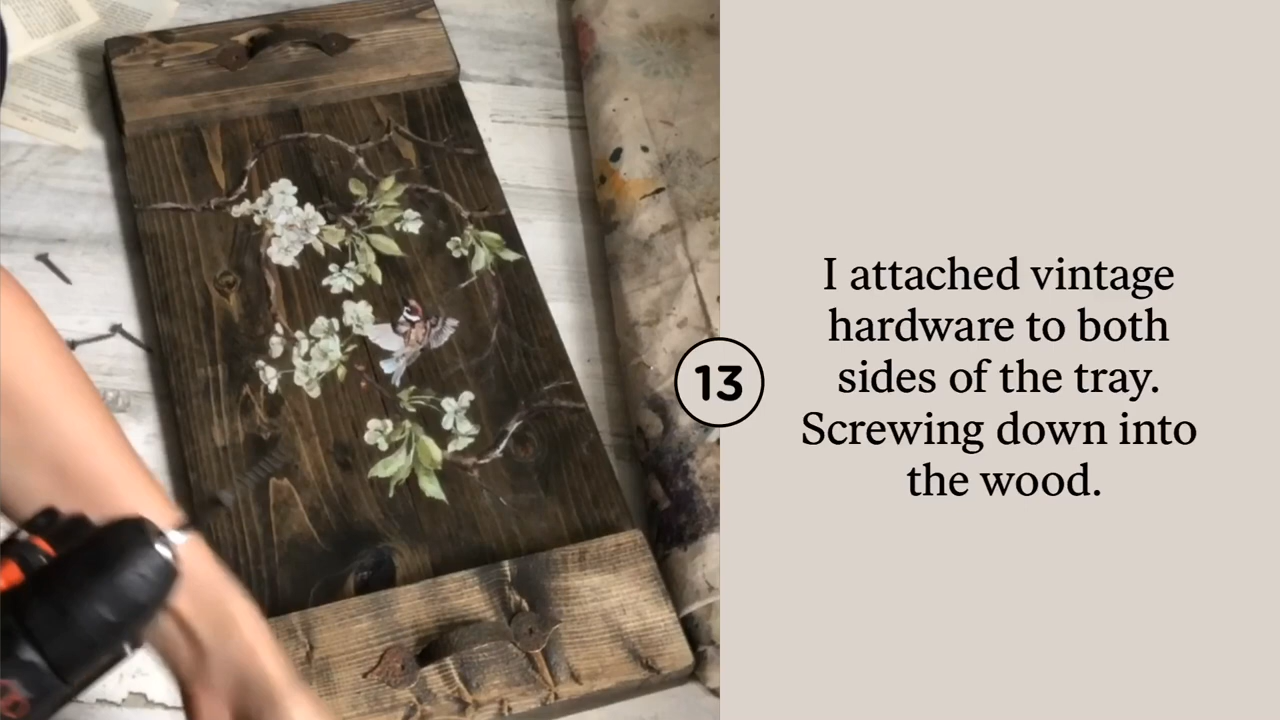 13
I attached vintage
hardware to both
sides of the tray.
Screwing down into
the wood.